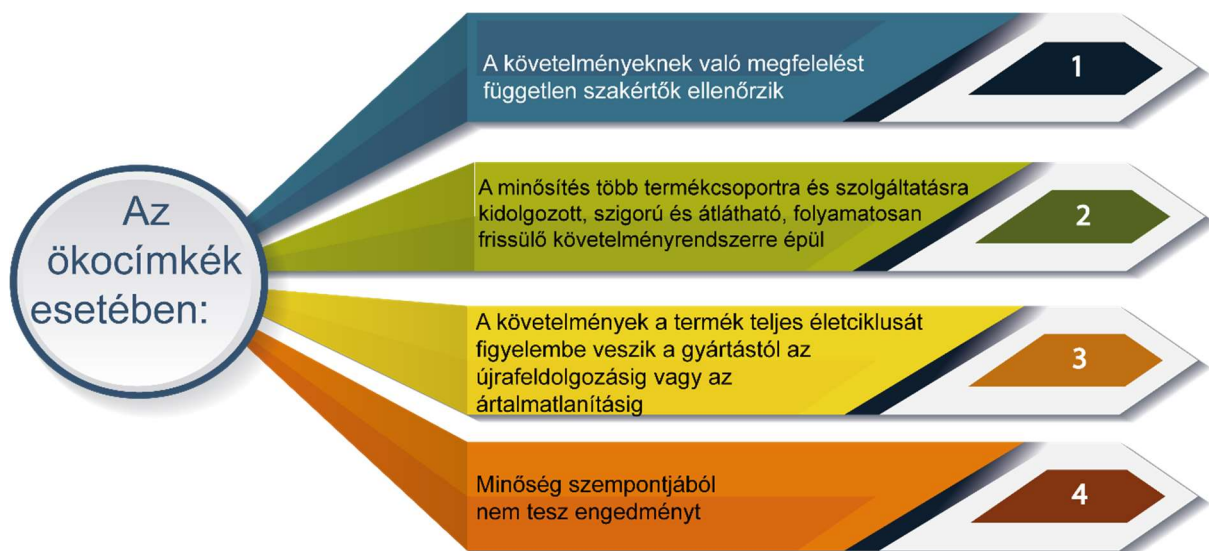 Az
ökocímkék
esetében:
A követelményeknek való megfelelést
független szakértők ellenőrzik
1
A minősítés több termékcsoportra és szolgáltatásra
kidolgozott, szigorú és átlátható, folyamatosan
frissülő követelményrendszerre épül
2
A követelmények a termék teljes életciklusát
figyelembe veszik a gyártástól az
újrafeldolgozásig vagy az
ártalmatlanításig
3
Minőség szempontjából
nem tesz engedményt
4